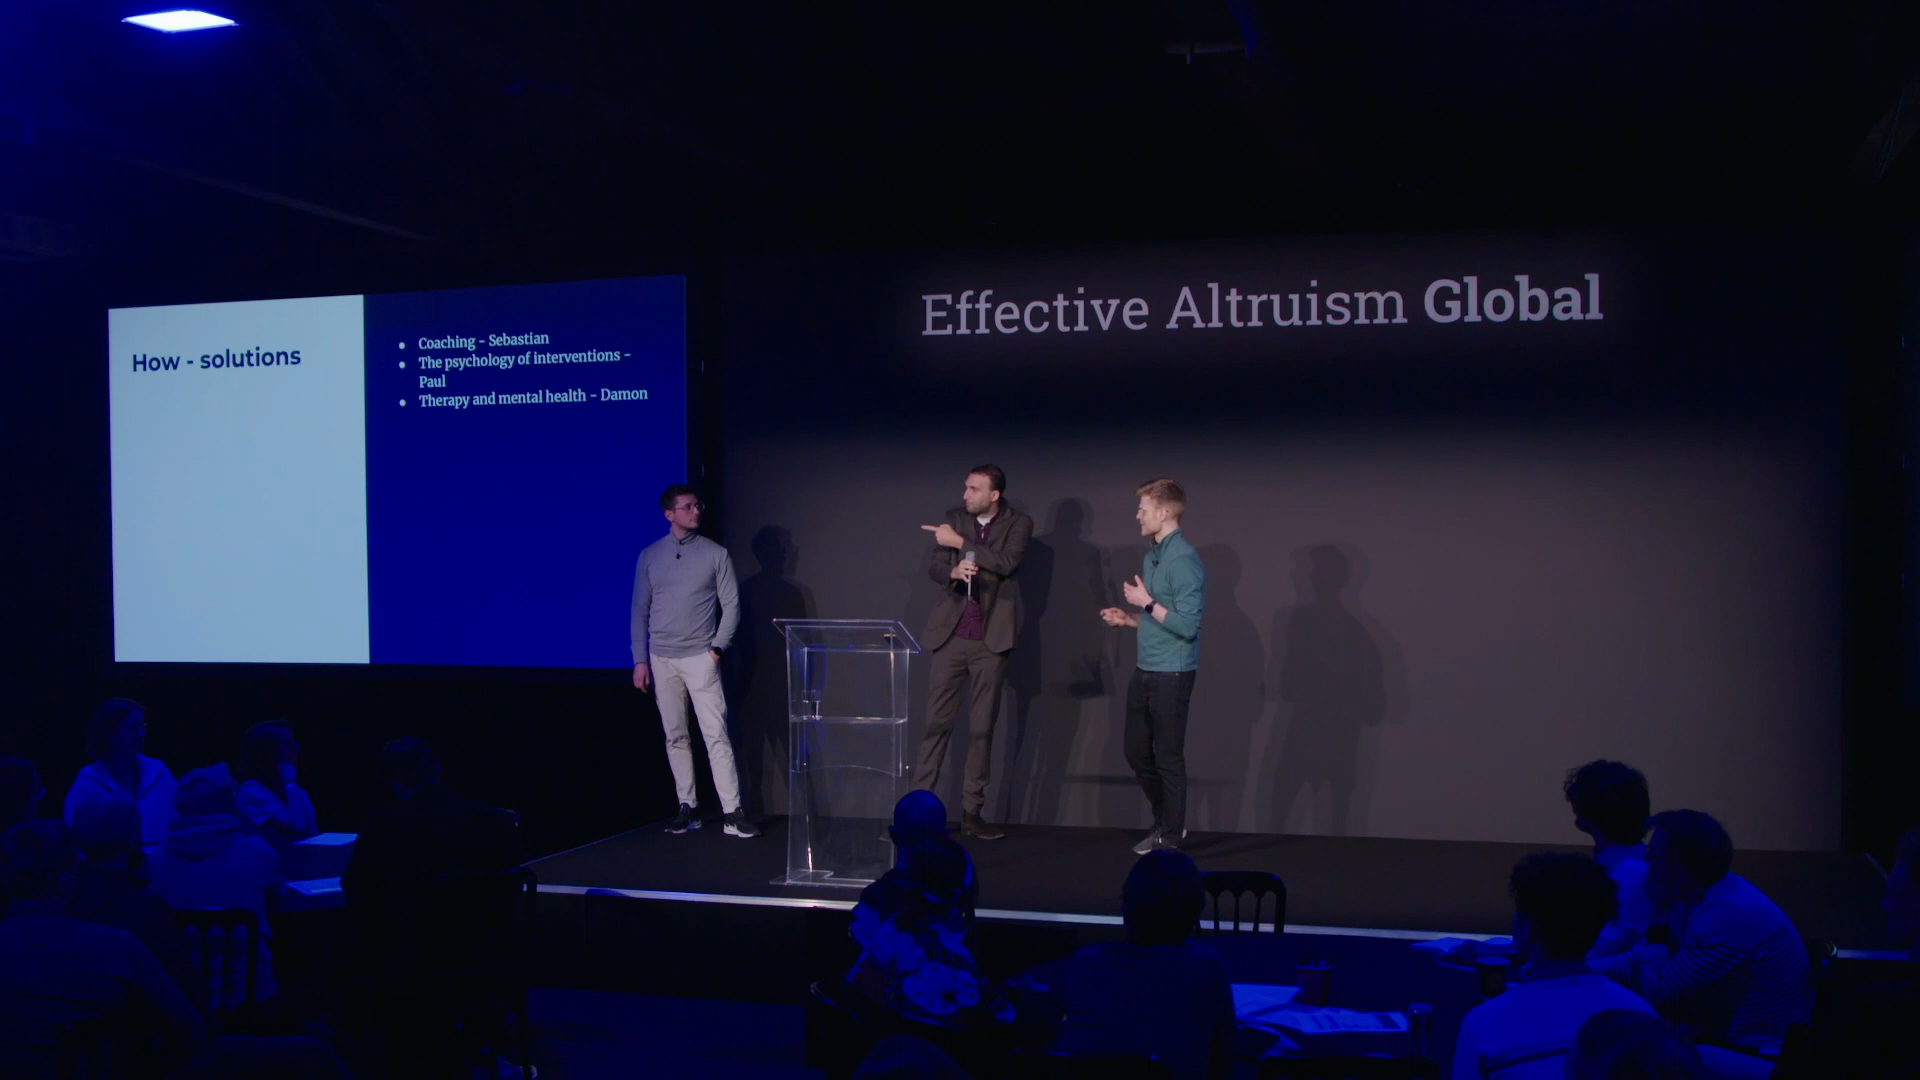 How - solutions
● Coaching – Sebastian
● The psychology of interventions –
Paul
● Therapy and mental health – Damon
Effective Altruism Global